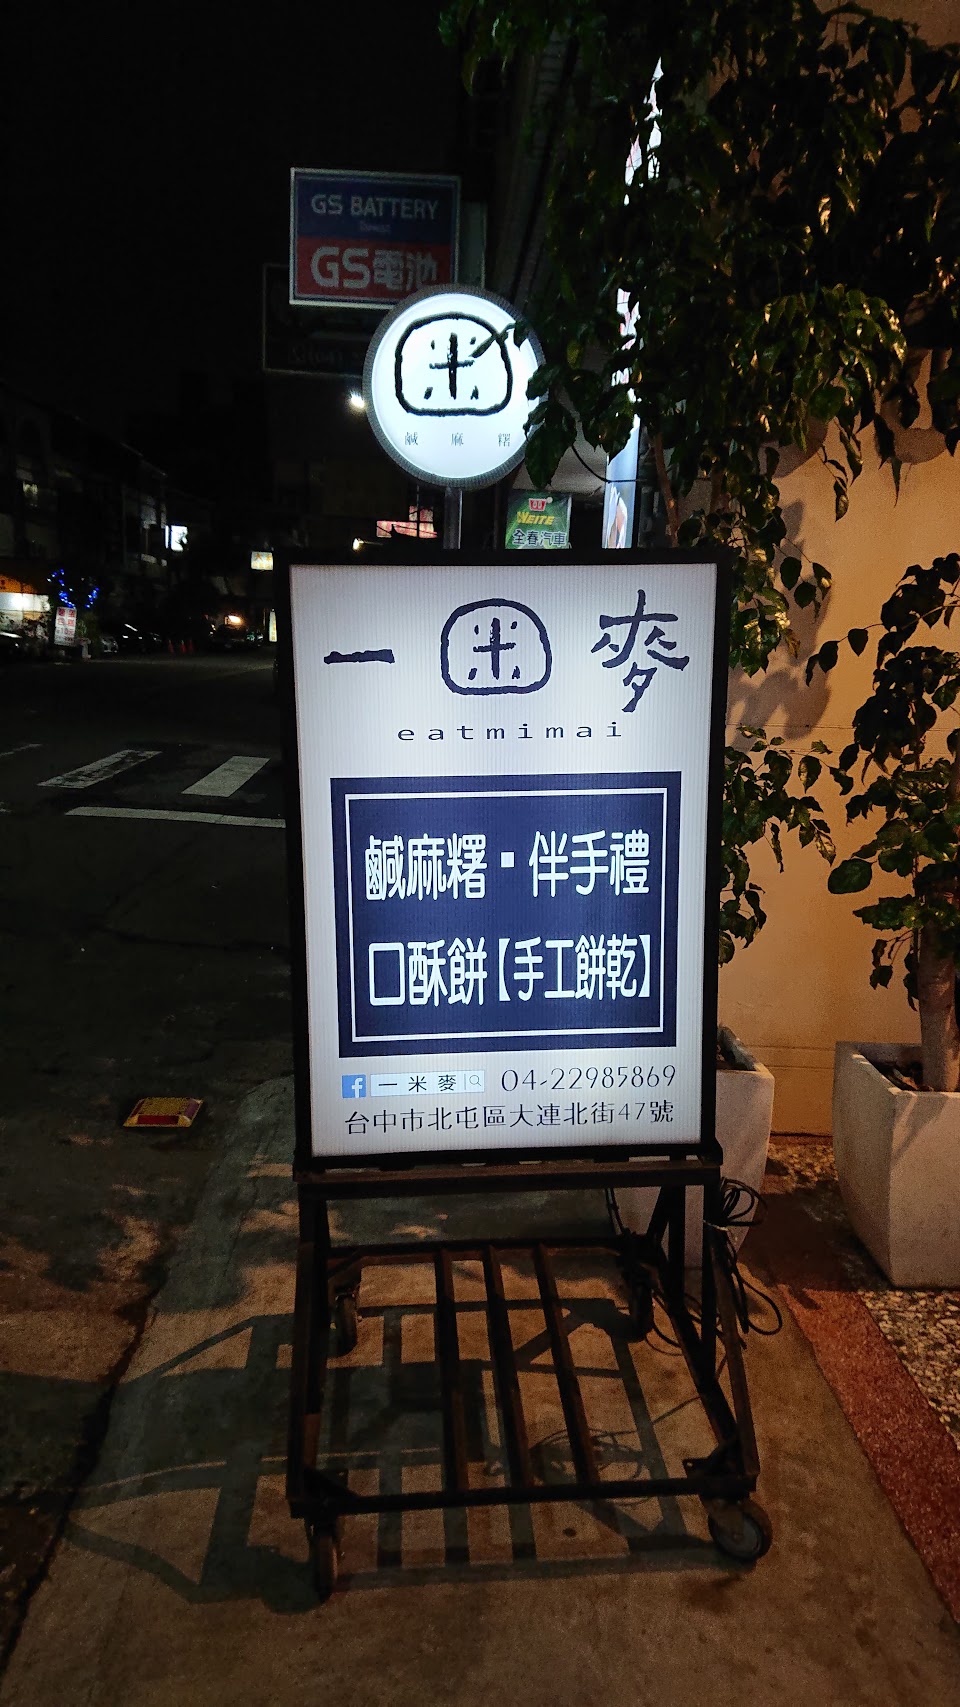 GS BATTERY
GS電池
米
鹹麻糬
WEITE
全春汽車
一米麥
eatmimai
鹹麻糬▪伴手禮
口酥餅【手工餅乾】
一米麥 04-22985869
台中市北屯區大連北街47號